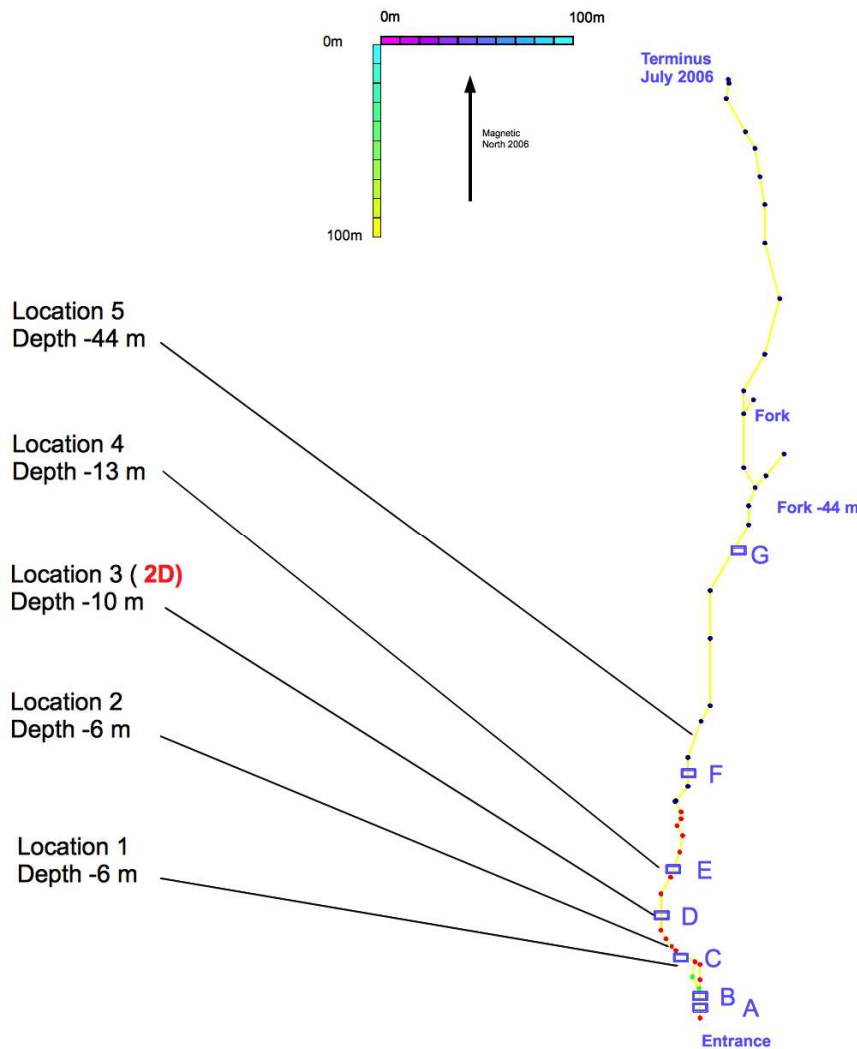 0m
100m
0m
100m
Magnetic
North 2006
Terminus
July 2006
Location 5
Depth -44 m
Fork
Location 4
Depth -13 m
Fork -44 m
G
Location 3 ( 2D)
Depth -10 m
Location 2
Depth -6 m
F
Location 1
Depth -6 m
E
D
C
B
A
Entrance